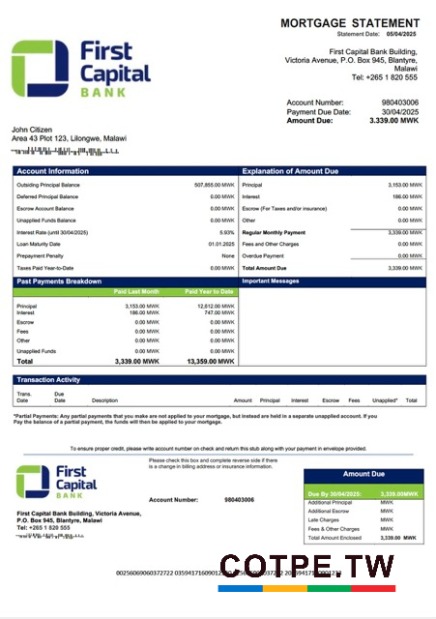 MORTGAGE STATEMENT
Statement Date: 05/04/2025
First
Capital
BANK
First Capital Bank Building,
Victoria Avenue, P.O. Box 945, Blantyre,
Malawi
Tel: +265 1 820 555
Account Number: 980403006
Payment Due Date: 30/04/2025
Amount Due: 3.339.00 MWK
John Citizen
Area 43 Plot 123, Lilongwe, Malawi
Account Information
Outsiding Principal Balance 507,855.00 MWK
Deferred Principal Balance 0.00 MWK
Escrow Account Balance 0.00 MWK
Unapplied Funds Balance 0.00 MWK
Interest Rate (until 30/04/2025) 5.93%
Loan Maturity Date 01.01.2025
Prepayment Penalty None
Taxes Paid Year-to-Date 0.00 MWK
Explanation of Amount Due
Principal 3,153.00 MWK
Interest 186.00 MWK
Escrow (For Taxes and/or insurance) 0.00 MWK
Other 0.00 MWK
Regular Monthly Payment 3,339.00 MWK
Fees and Other Charges 0.00 MWK
Overdue Payment 0.00 MWK
Total Amount Due 3,339.00 MWK
Past Payments Breakdown
Paid Last Month Paid Year to Date
Principal 3,153.00 MWK 12,612.00 MWK
Interest 186.00 MWK 747.00 MWK
Escrow 0.00 MWK 0.00 MWK
Fees 0.00 MWK 0.00 MWK
Other 0.00 MWK 0.00 MWK
Unapplied Funds 0.00 MWK 0.00 MWK
Total 3,339.00 MWK 13,359.00 MWK
Important Messages
Transaction Activity
Trans. Date Due Date Description Amount Principal Interest Escrow Fees Unapplied* Total
*Partial Payments: Any partial payments that you make are not applied to your mortgage, but instead are held in a separate unapplied account. If you
Pay the balance of a partial payment, the funds will then be applied to your mortgage.
To ensure proper credit, please write account number on check and return this stub along with your payment in envelope provided.
First
Capital
BANK
Please check this box and complete reverse side if there
is a change in billing address or insurance information.
Account Number: 980403006
First Capital Bank Building, Victoria Avenue,
P.O. Box 945, Blantyre, Malawi
Tel: +265 1 820 555
Amount Due
Due By 30/04/2025: 3,339.00MWK
Additional Principal MWK
Additional Escrow MWK
Late Charges MWK
Fees & Other Charges MWK
Total Amount Enclosed 3,339.00 MWK
COTPE.TW